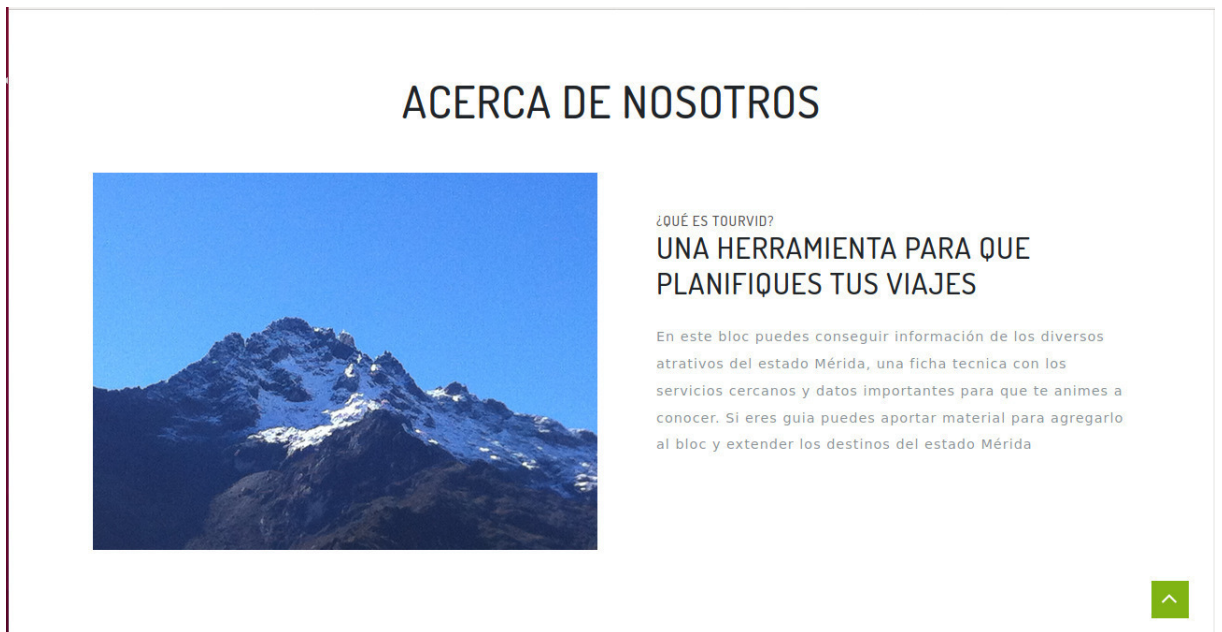 ACERCA DE NOSOTROS
¿QUÉ ES TOURVID?
UNA HERRAMIENTA PARA QUE
PLANIFIQUES TUS VIAJES
En este bloc puedes conseguir información de los diversos
atrativos del estado Mérida, una ficha tecnica con los
servicios cercanos y datos importantes para que te animes a
conocer. Si eres guia puedes aportar material para agregarlo
al bloc y extender los destinos del estado Mérida